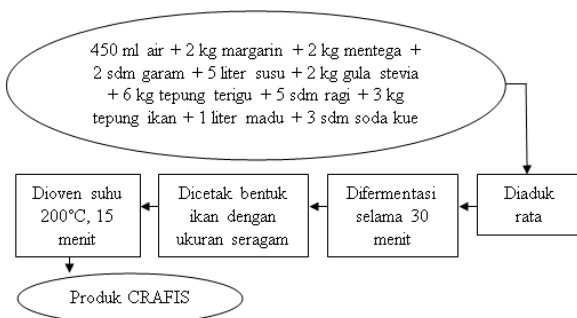 450 ml air + 2 kg margarin + 2 kg mentega +
2 sdm garam + 5 liter susu + 2 kg gula stevia
+ 6 kg tepung terigu + 5 sdm ragi + 3 kg
tepung ikan + 1 liter madu + 3 sdm soda kue
Diaduk
rata
Difermentasi
selama 30
menit
Dicetak bentuk
ikan dengan
ukuran seragam
Dioven suhu
200°C, 15
menit
Produk CRAFIS